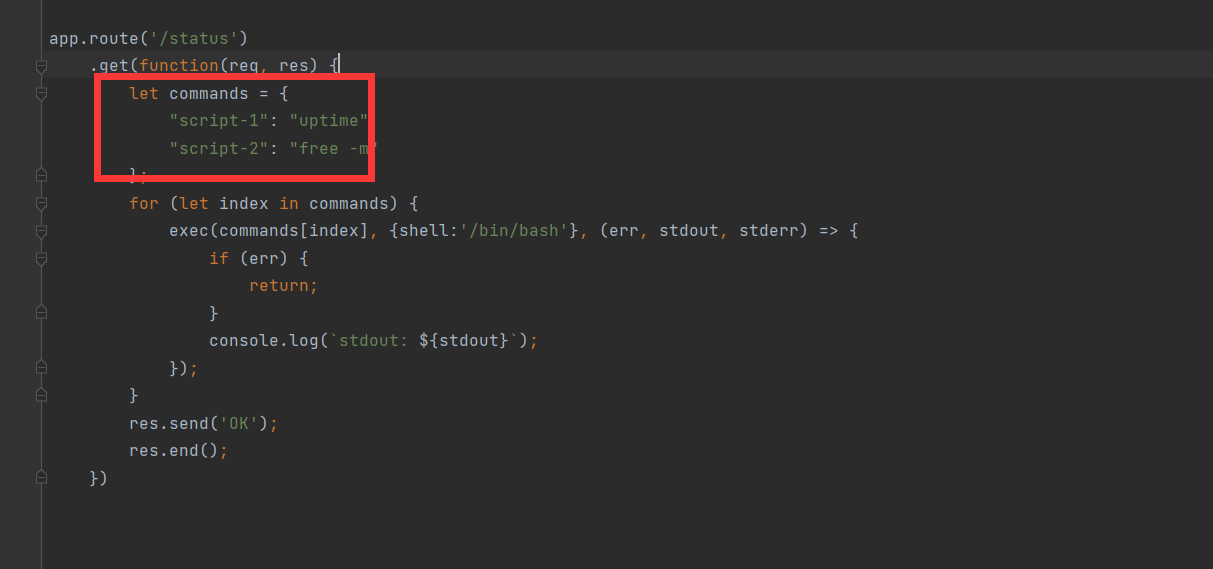 app.route('/status')
.get(function(req, res) {
let commands = {
"script-1": "uptime"
"script-2": "free -m"
};
for (let index in commands) {
exec(commands[index], {shell:'/bin/bash'}, (err, stdout, stderr) => {
if (err) {
return;
}
console.log(`stdout: ${stdout}`);
});
}
res.send('OK');
res.end();
})